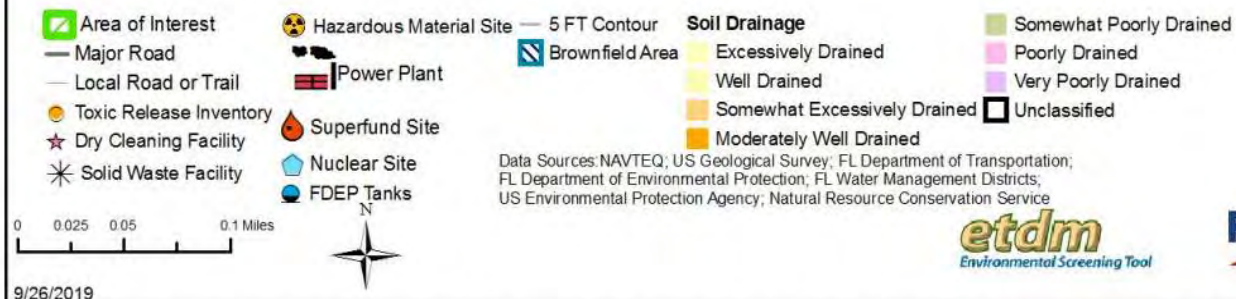 Area of Interest
Major Road
Local Road or Trail
Toxic Release Inventory
Dry Cleaning Facility
Solid Waste Facility
Hazardous Material Site
Power Plant
Superfund Site
Nuclear Site
FDEP Tanks
5 FT Contour
Brownfield Area
Soil Drainage
Excessively Drained
Well Drained
Somewhat Excessively Drained
Moderately Well Drained
Somewhat Poorly Drained
Poorly Drained
Very Poorly Drained
Unclassified
Data Sources:NAVTEQ; US Geological Survey; FL Department of Transportation;
FL Department of Environmental Protection; FL Water Management Districts;
US Environmental Protection Agency; Natural Resource Conservation Service
0 0.025 0.05 0.1 Miles
N
etdm
Environmental Screening Tool
9/26/2019